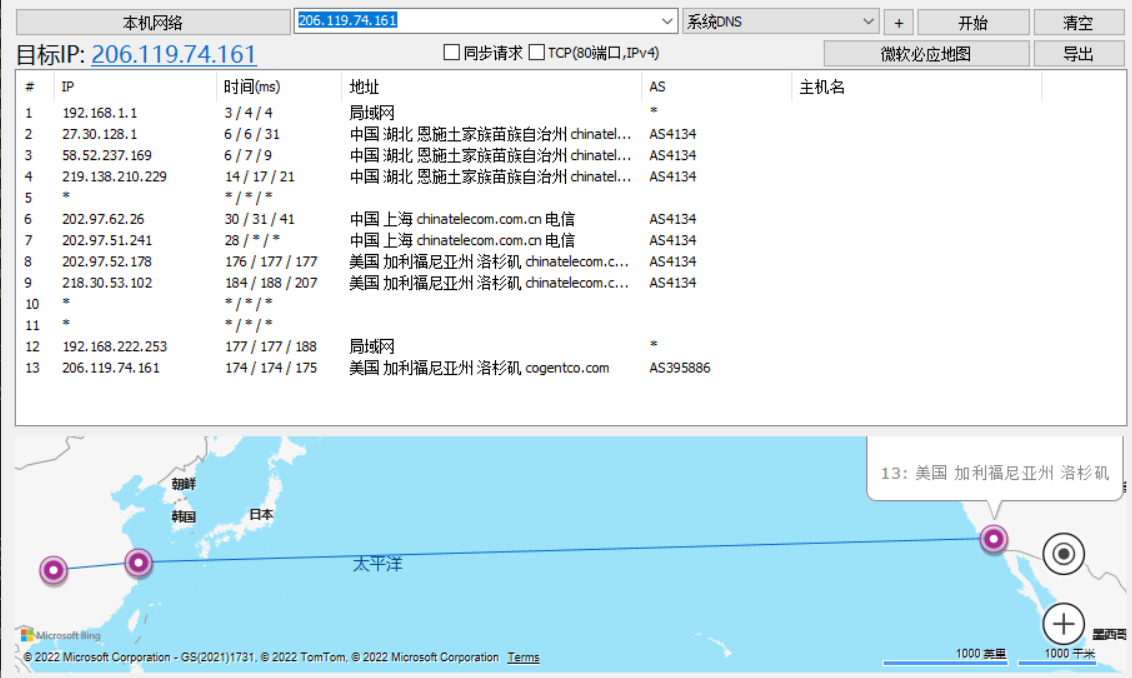 本机网络 206.119.74.161 系统DNS + 开始 清空
目标IP: 206.119.74.161 同步请求 TCP(80端口,IPv4) 微软必应地图 导出
# IP 时间(ms) 地址 AS 主机名
1 192.168.1.1 3 / 4 / 4 局域网 *
2 27.30.128.1 6 / 6 / 31 中国 湖北 恩施土家族苗族自治州 chinatel... AS4134
3 58.52.237.169 6 / 7 / 9 中国 湖北 恩施土家族苗族自治州 chinatel... AS4134
4 219.138.210.229 14 / 17 / 21 中国 湖北 恩施土家族苗族自治州 chinatel... AS4134
5 * * / * / *
6 202.97.62.26 30 / 31 / 41 中国 上海 chinatelecom.com.cn 电信 AS4134
7 202.97.51.241 28 / * / * 中国 上海 chinatelecom.com.cn 电信 AS4134
8 202.97.52.178 176 / 177 / 177 美国 加利福尼亚州 洛杉矶 chinatelecom.c... AS4134
9 218.30.53.102 184 / 188 / 207 美国 加利福尼亚州 洛杉矶 chinatelecom.c... AS4134
10 * * / * / *
11 * * / * / *
12 192.168.222.253 177 / 177 / 188 局域网 *
13 206.119.74.161 174 / 174 / 175 美国 加利福尼亚州 洛杉矶 cogentco.com AS395886
13: 美国 加利福尼亚州 洛杉矶
朝鲜
韩国 日本
太平洋
Microsoft Bing 墨西哥
© 2022 Microsoft Corporation - GS(2021)1731, © 2022 TomTom, © 2022 Microsoft Corporation Terms 1000 英里 1000 千米